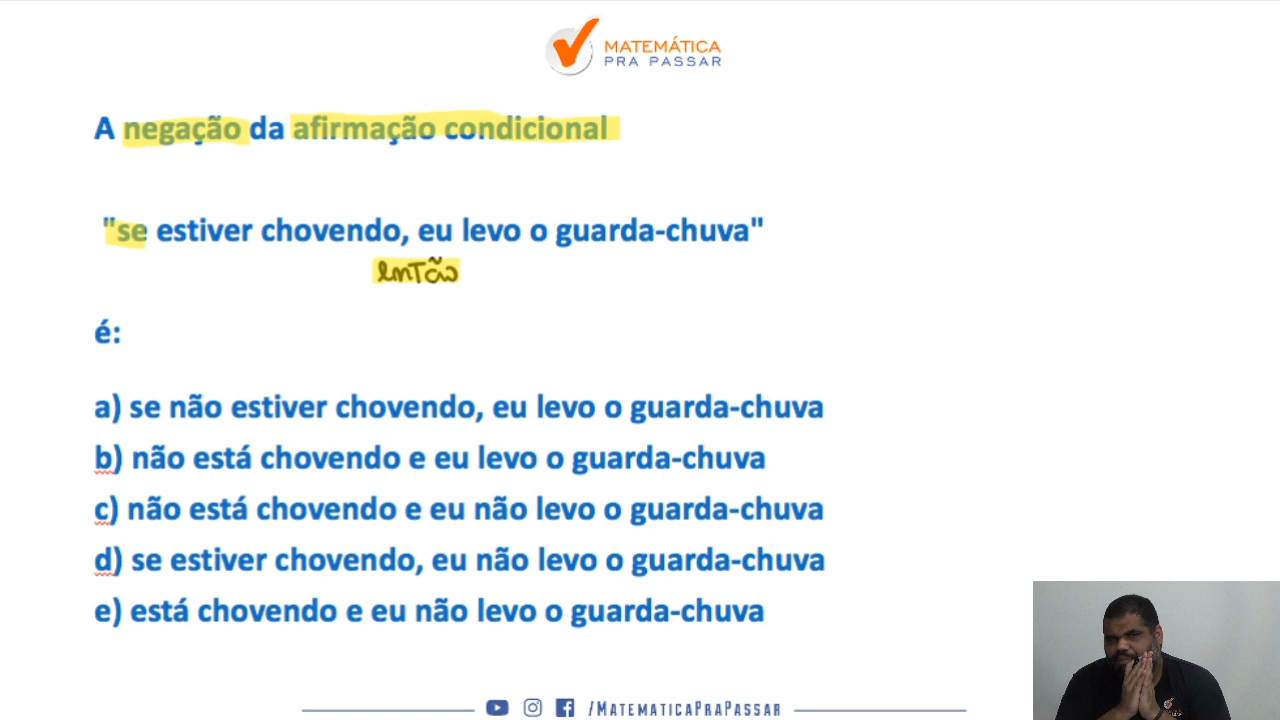 MATEMÁTICA
PRA PASSAR
A negação da afirmação condicional
"se estiver chovendo, eu levo o guarda-chuva"
então
é:
a) se não estiver chovendo, eu levo o guarda-chuva
b) não está chovendo e eu levo o guarda-chuva
c) não está chovendo e eu não levo o guarda-chuva
d) se estiver chovendo, eu não levo o guarda-chuva
e) está chovendo e eu não levo o guarda-chuva
/MATEMATICAPRAPASSAR